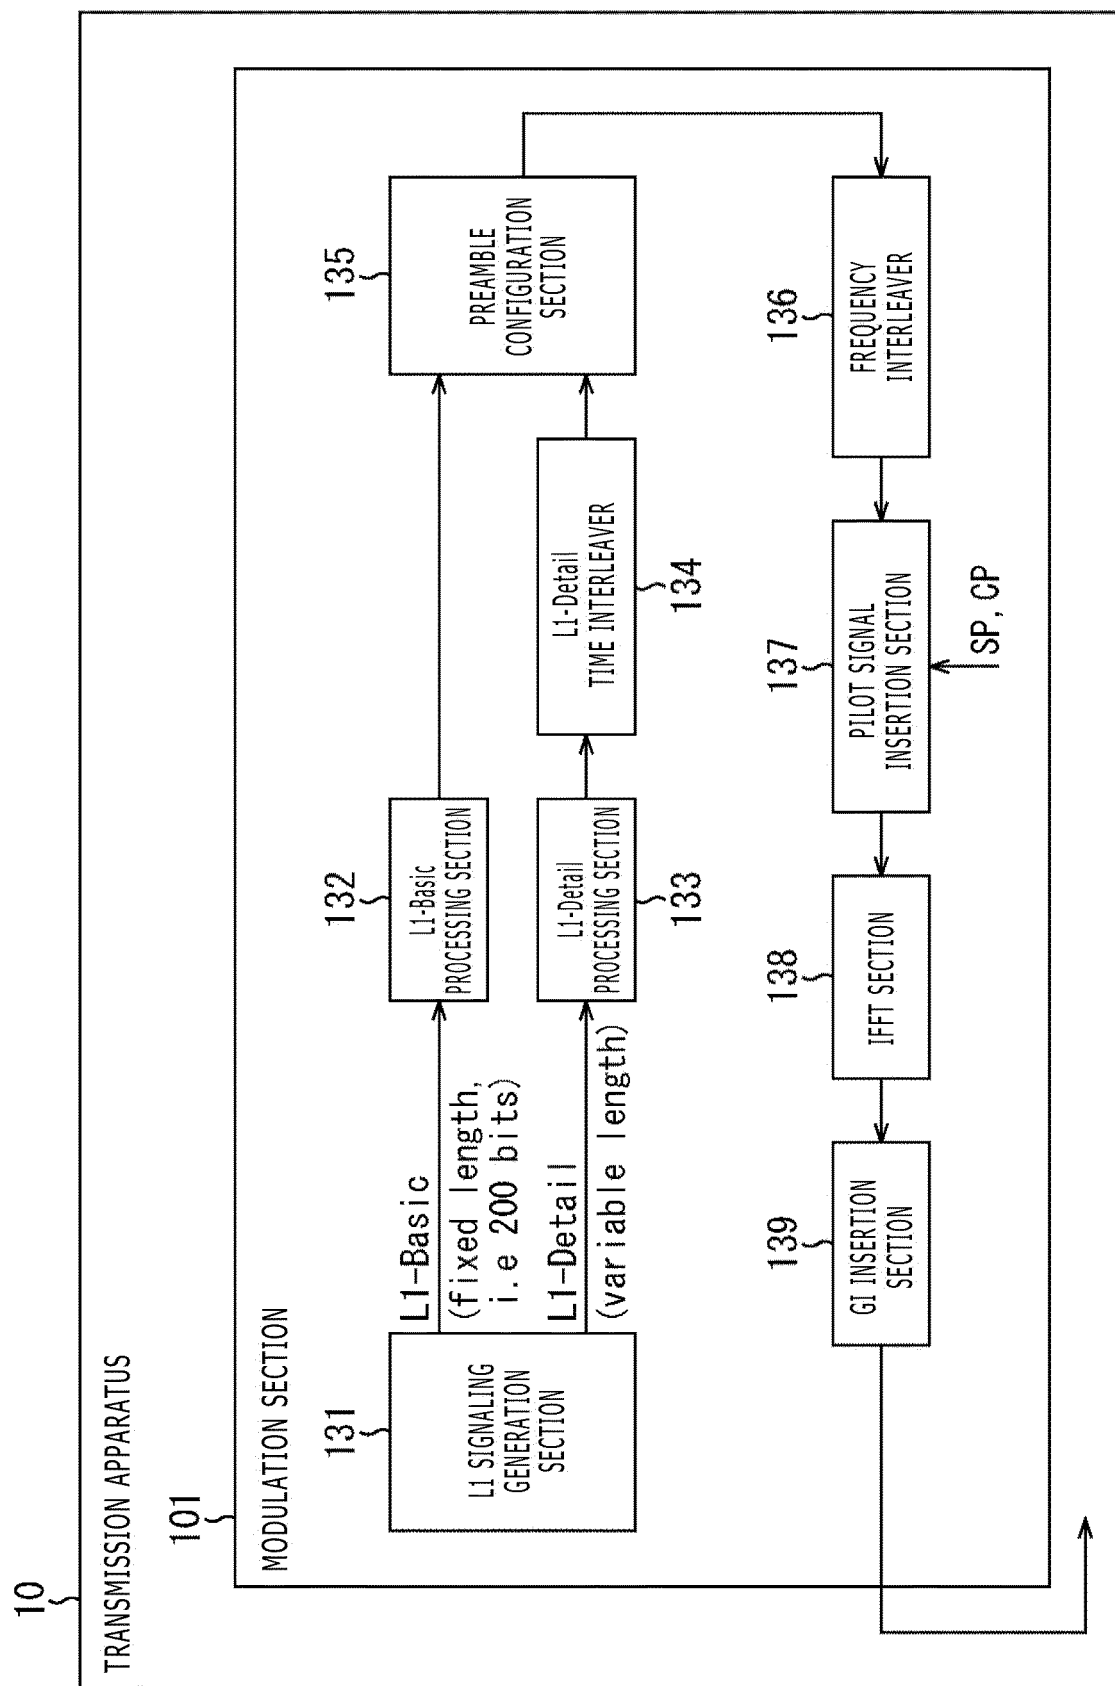 10
TRANSMISSION APPARATUS
101
MODULATION SECTION
131
L1 SIGNALING
GENERATION
SECTION
L1-Basic
(fixed length,
i.e 200 bits)
L1-Detail
(variable length)
132
L1-Basic
PROCESSING SECTION
L1-Detail
PROCESSING SECTION
133
L1-Detail
TIME INTERLEAVER
134
135
PREAMBLE
CONFIGURATION
SECTION
139
GI INSERTION
SECTION
138
IFFT SECTION
137
PILOT SIGNAL
INSERTION SECTION
SP, CP
136
FREQUENCY
INTERLEAVER